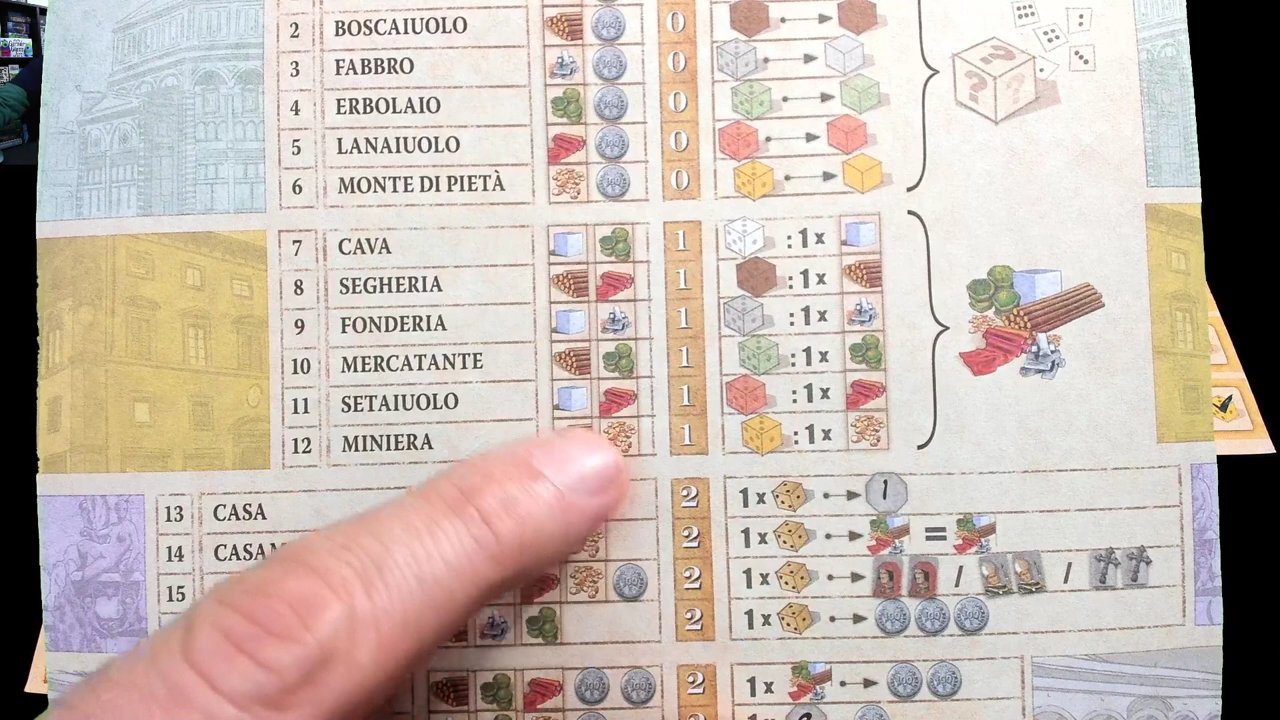 2 BOSCAIUOLO 0
3 FABBRO 0
4 ERBOLAIO 0
5 LANAIUOLO 0
6 MONTE DI PIETÀ 0
7 CAVA 1 :1x
8 SEGHERIA 1 :1x
9 FONDERIA 1 :1x
10 MERCATANTE 1 :1x
11 SETAIUOLO 1 :1x
12 MINIERA 1 :1x
13 CASA 2 1x 1
14 2 1x =
15 2 1x / /
2 1x
2 1x